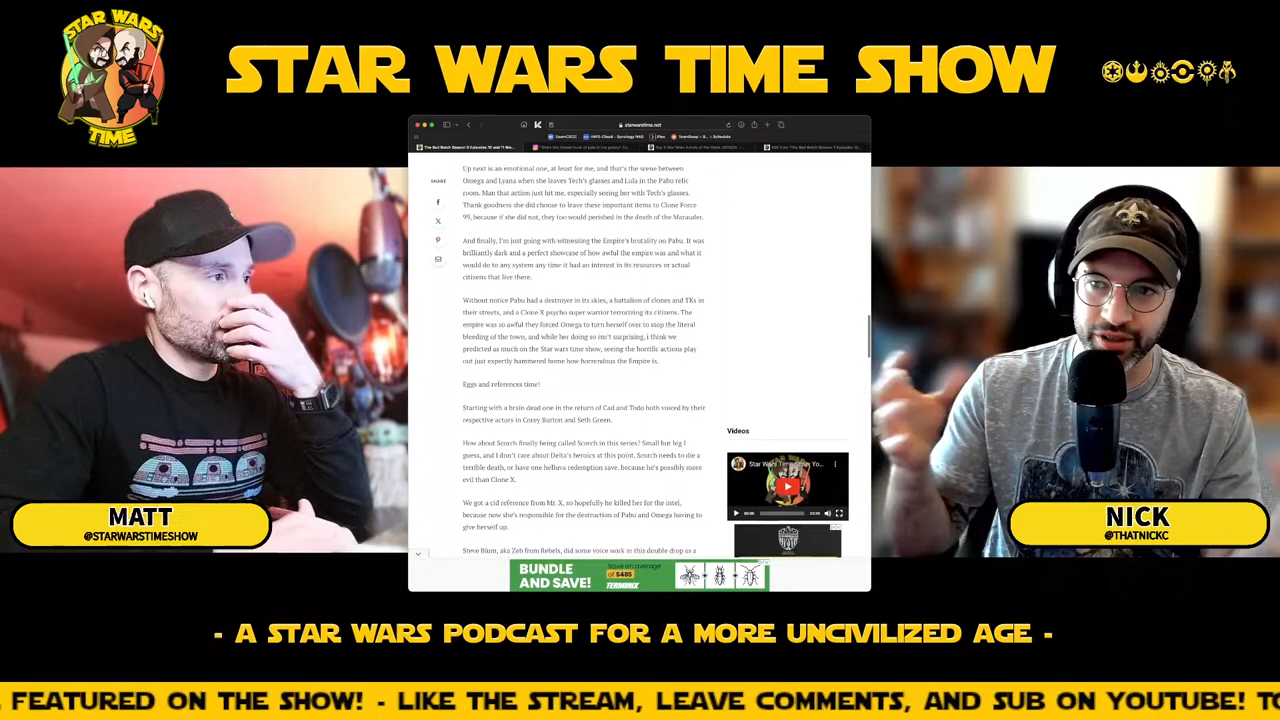 STAR WARS
TIME
STAR WARS TIME SHOW
starwarstime.net
SHARE
Up next is an emotional one, at least for me, and that's the scene between
Omega and Lyana when she leaves Tech's glasses and Lula in the Pabu relic
room. Man that action just hit me, especially seeing her with Tech's glasses.
Thank goodness she did choose to leave these important items to Clone Force
99, because if she did not, they too would perished in the death of the Marauder.
And finally, I'm just going with witnessing the Empire's brutality on Pabu. It was
brilliantly dark and a perfect showcase of how awful the empire was and what it
would do to any system any time it had an interest in its resources or actual
citizens that live there.
Without notice Pabu had a destroyer in its skies, a battalion of clones and TKs in
their streets, and a Clone X psycho super warrior terrorizing its citizens. The
empire was so awful they forced Omega to turn herself over to stop the literal
bleeding of the town, and while her doing so isn't surprising, i think we
predicted as much on the Star wars time show, seeing the horrific actions play
out just expertly hammered home how horrendous the Empire is.
Eggs and references time!
Starting with a brain dead one in the return of Cad and Todo both voiced by their
respective actors in Corey Burton and Seth Green.
How about Scorch finally being called Scorch in this series? Small but big I
guess, and I don't care about Delta's heroics at this point, Scorch needs to die a
terrible death, or have one helluva redemption save, because he's possibly more
evil than Clone X.
We got a cid reference from Mr. X, so hopefully he killed her for the intel,
because now she's responsible for the destruction of Pabu and Omega having to
give herself up.
Steve Blum, aka Zeb from Rebels, did some voice work in this double drop as a
Videos
Star Wars Time Show Yo...
BUNDLE
AND SAVE!
Save an average
of $485
TERMINIX
MATT
@STARWARSTIMESHOW
NICK
@THATNICKC
- A STAR WARS PODCAST FOR A MORE UNCIVILIZED AGE -
FEATURED ON THE SHOW! - LIKE THE STREAM, LEAVE COMMENTS, AND SUB ON YOUTUBE! TO